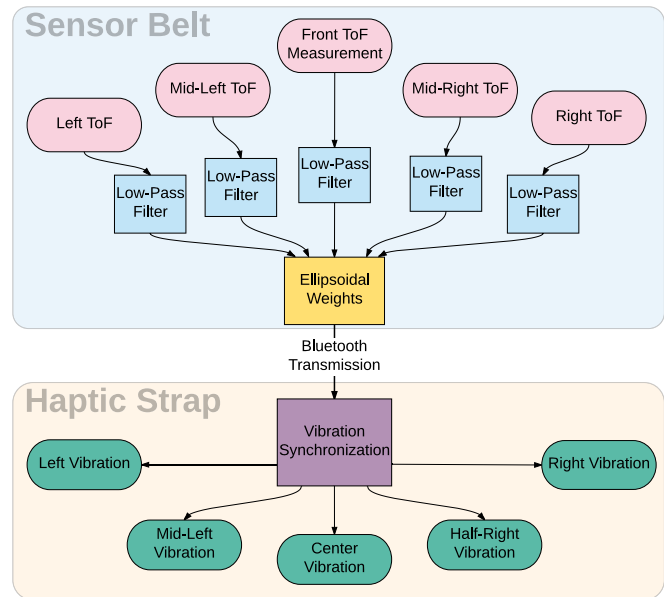 Sensor Belt
Front ToF
Measurement
Mid-Left ToF
Mid-Right ToF
Left ToF
Right ToF
Low-Pass
Filter
Low-Pass
Filter
Low-Pass
Filter
Low-Pass
Filter
Low-Pass
Filter
Ellipsoidal
Weights
Bluetooth
Transmission
Haptic Strap
Vibration
Synchronization
Left Vibration
Right Vibration
Mid-Left
Vibration
Center
Vibration
Half-Right
Vibration